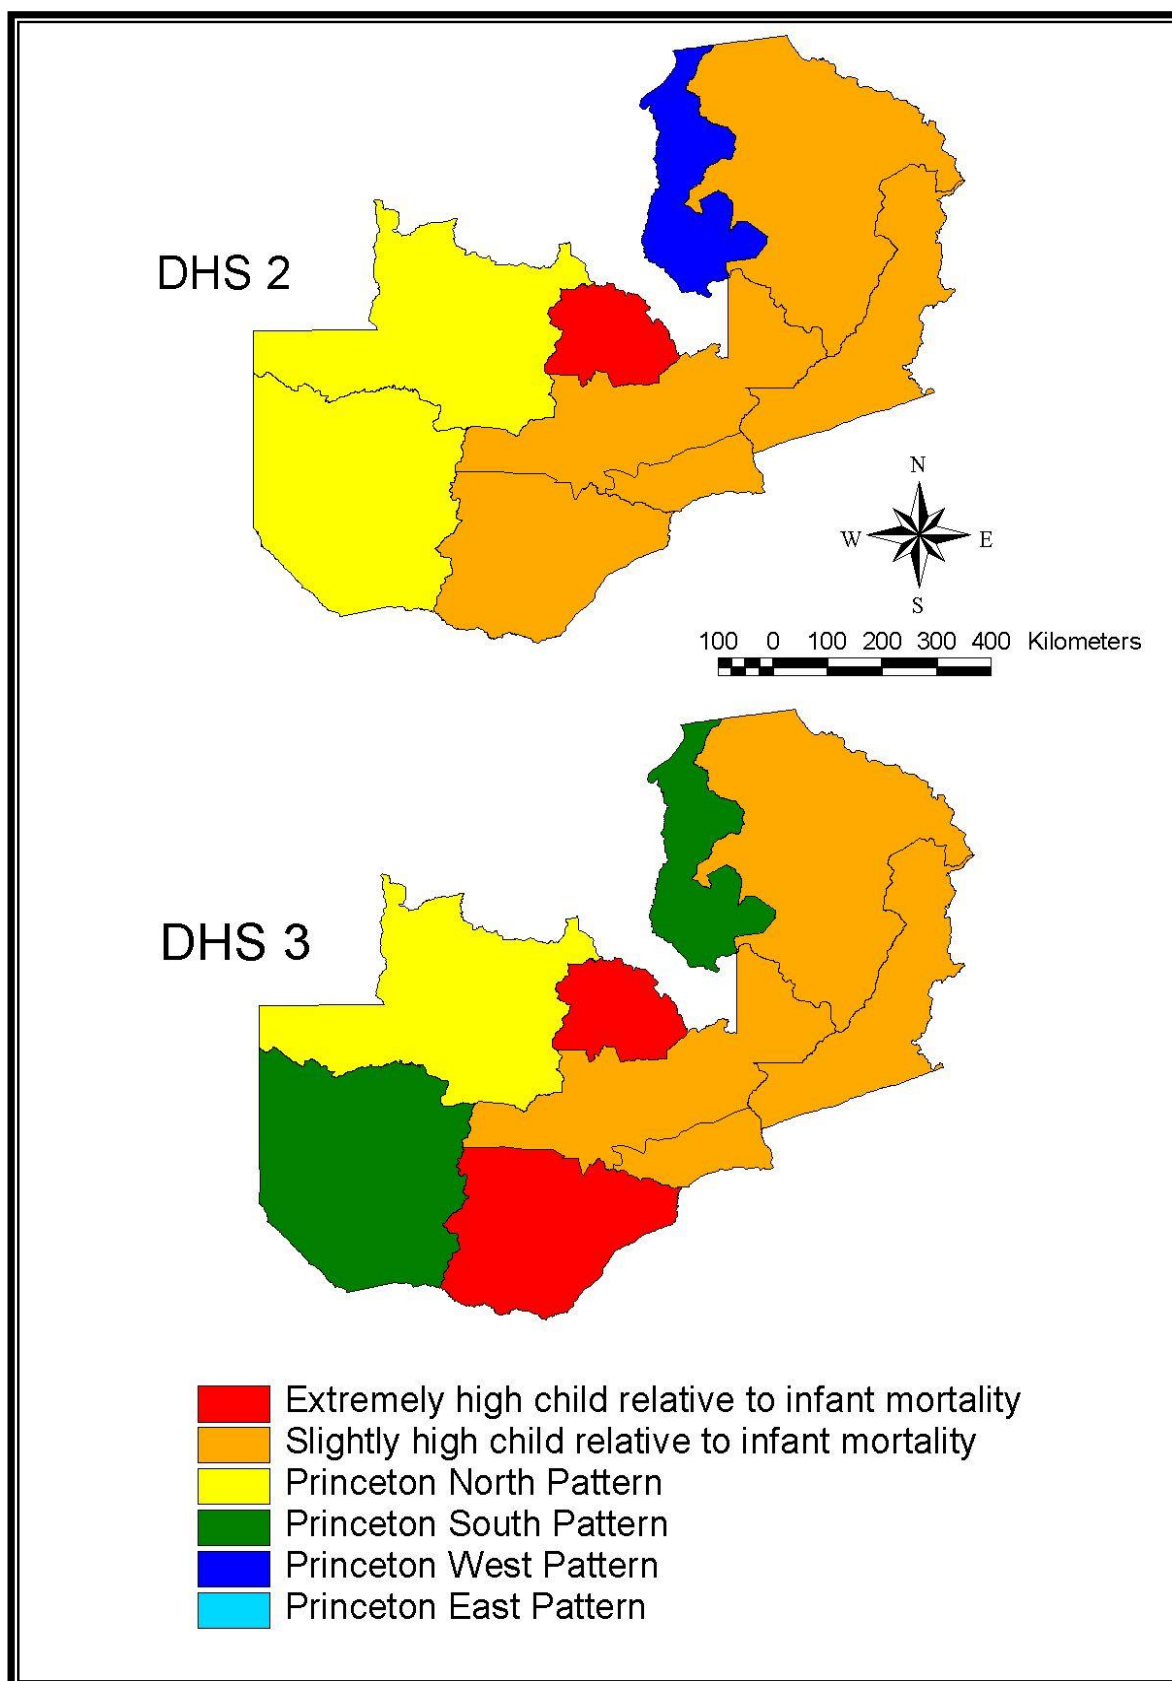 DHS 2
N
W E
S
100 0 100 200 300 400 Kilometers
DHS 3
Extremely high child relative to infant mortality
Slightly high child relative to infant mortality
Princeton North Pattern
Princeton South Pattern
Princeton West Pattern
Princeton East Pattern